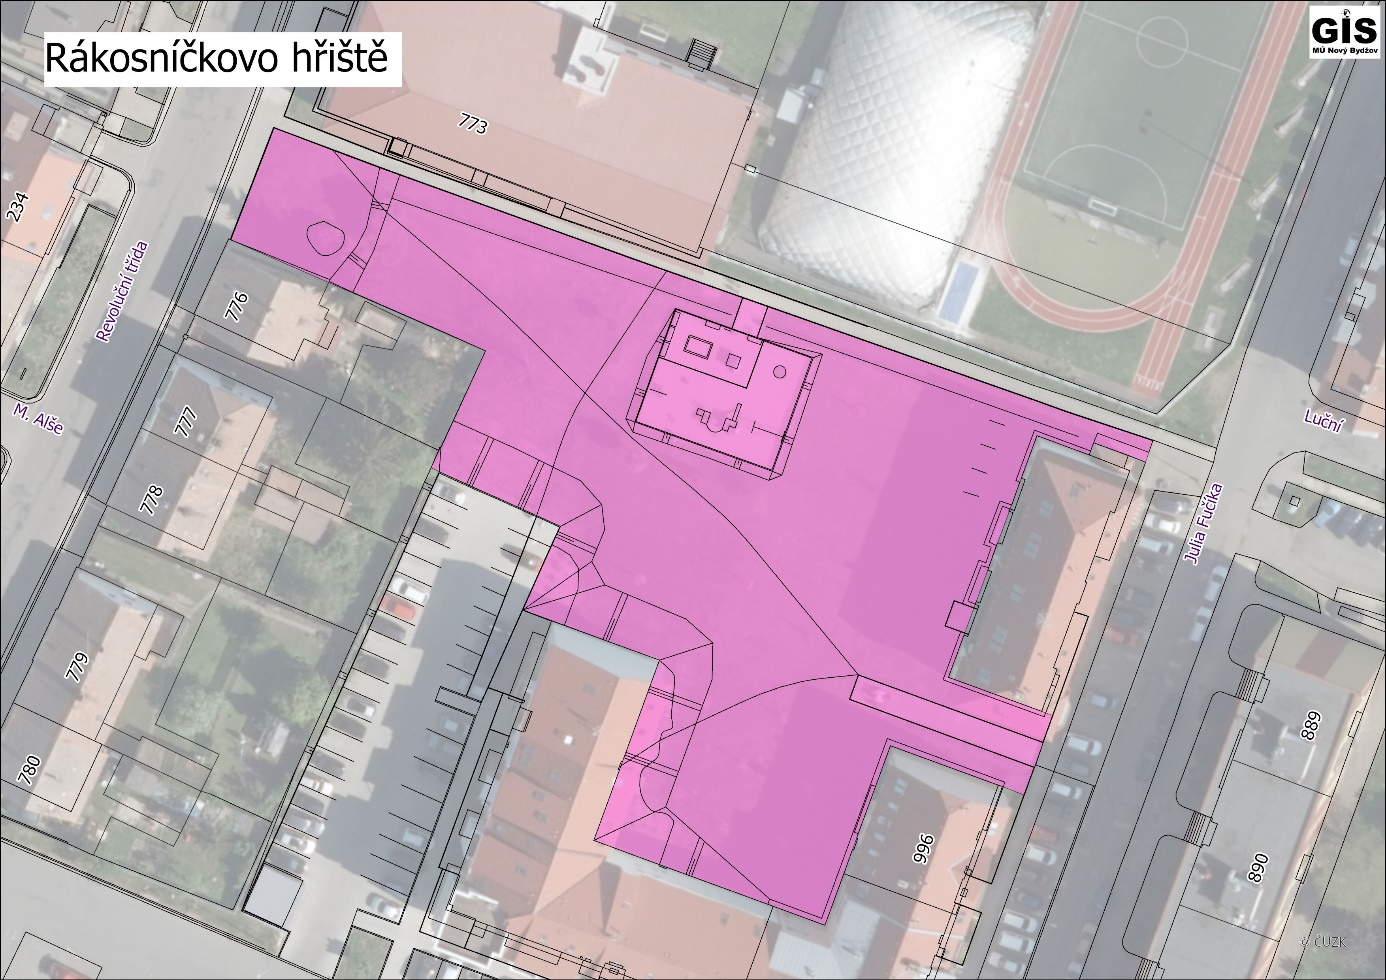 Rákosníčkovo hřiště
GIS
MÚ Nový Bydžov
773
234
Revoluční třída
776
M. Alše
777
Luční
778
Julia Fučíka
779
889
780
996
890
© ČÚZK